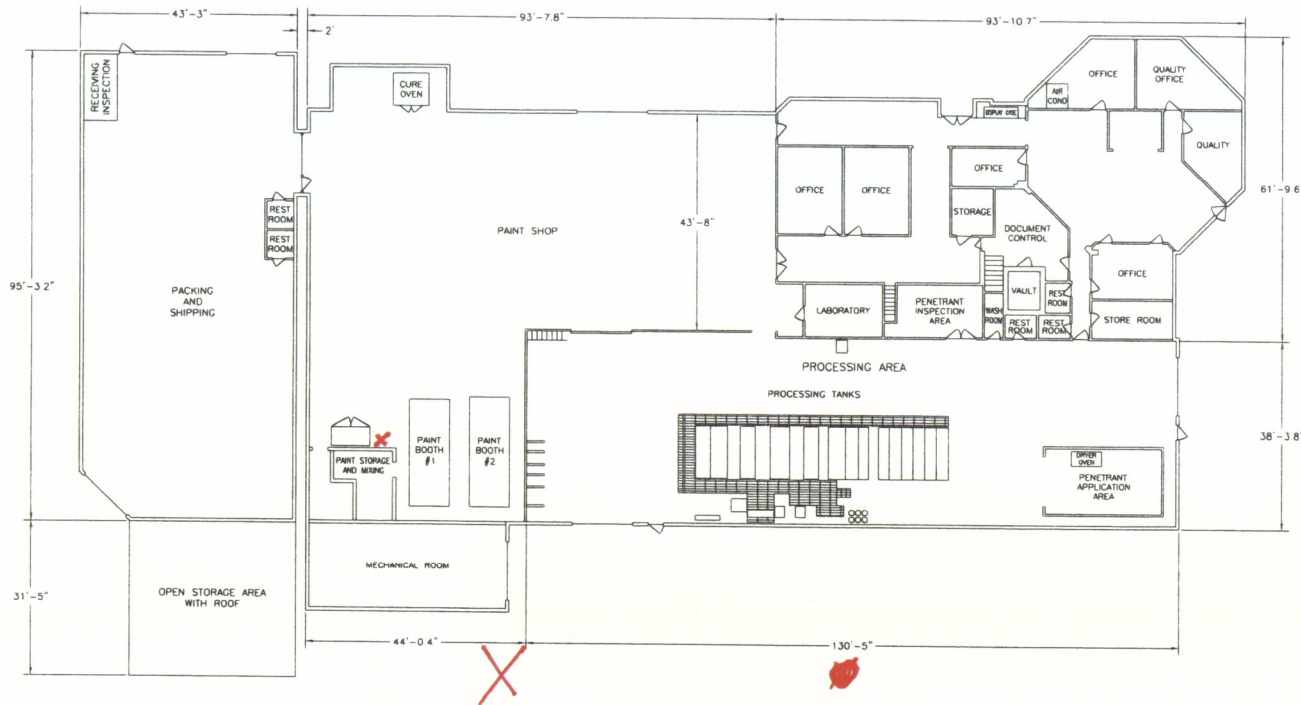 43'-3"
2'
93'-7.8"
93'-10.7"
RECEIVING
INSPECTION
CURE
OVEN
OFFICE
QUALITY
OFFICE
AIR
COND
DISPLAY CASE
QUALITY
OFFICE
OFFICE
OFFICE
STORAGE
61'-9.6"
REST
ROOM
REST
ROOM
PAINT SHOP
43'-8"
DOCUMENT
CONTROL
95'-3.2"
PACKING
AND
SHIPPING
OFFICE
VAULT
REST
ROOM
LABORATORY
PENETRANT
INSPECTION
AREA
WASH
ROOM
REST
ROOM
REST
ROOM
STORE ROOM
PROCESSING AREA
PROCESSING TANKS
38'-3.8"
PAINT STORAGE
AND MIXING
PAINT
BOOTH
#1
PAINT
BOOTH
#2
DRYER
OVEN
PENETRANT
APPLICATION
AREA
MECHANICAL ROOM
31'-5"
OPEN STORAGE AREA
WITH ROOF
44'-0.4"
130'-5"